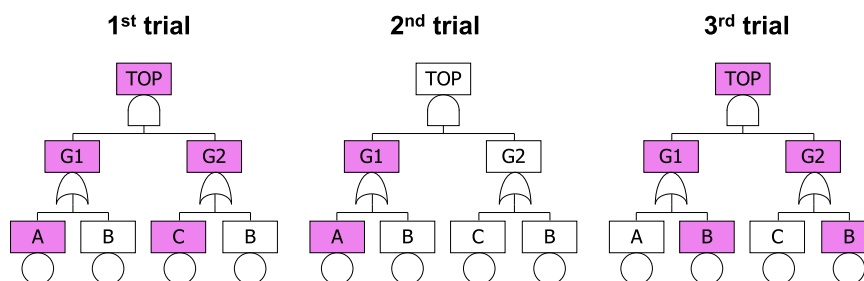 1st trial 2nd trial 3rd trial
TOP TOP TOP
G1 G2 G1 G2 G1 G2
A B C B A B C B A B C B